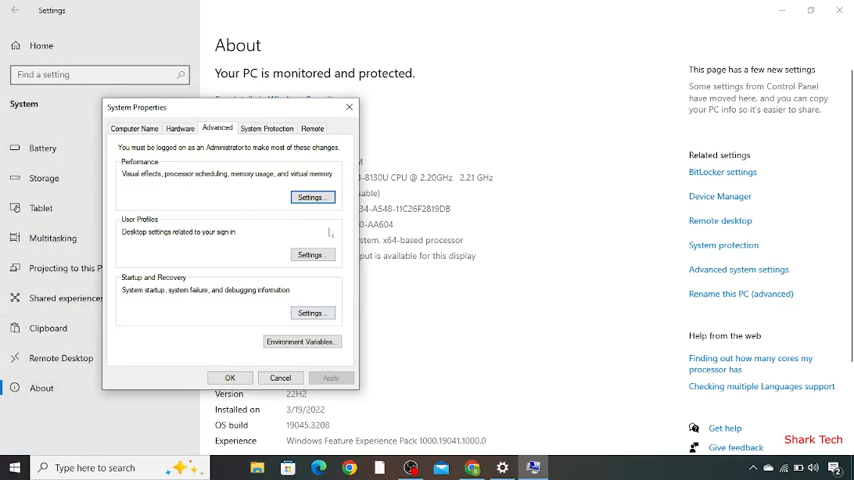 Settings
Home
Find a setting
System
Battery
Storage
Tablet
Multitasking
Projecting to this P
Shared experiences
Clipboard
Remote Desktop
About
About
Your PC is monitored and protected.
System Properties
Computer Name
Hardware
Advanced
System Protection
Remote
You must be logged on as an Administrator to make most of these changes.
Performance
Visual effects, processor scheduling, memory usage, and virtual memory
Settings...
User Profiles
Desktop settings related to your sign in
Settings...
Startup and Recovery
System startup, system failure, and debugging information
Settings...
Environment Variables...
OK
Cancel
Apply
M
-8130U CPU @ 2.20GHz 2.21 GHz
able)
34-A548-11C26F2819DB
0-AA604
stem, x64-based processor
put is available for this display
Version 22H2
Installed on 3/19/2022
OS build 19045.3208
Experience Windows Feature Experience Pack 1000.19041.1000.0
This page has a few new settings
Some settings from Control Panel
have moved here, and you can copy
your PC info so it's easier to share.
Related settings
BitLocker settings
Device Manager
Remote desktop
System protection
Advanced system settings
Rename this PC (advanced)
Help from the web
Finding out how many cores my
processor has
Checking multiple Languages support
Get help
Give feedback
Shark Tech
Type here to search
2